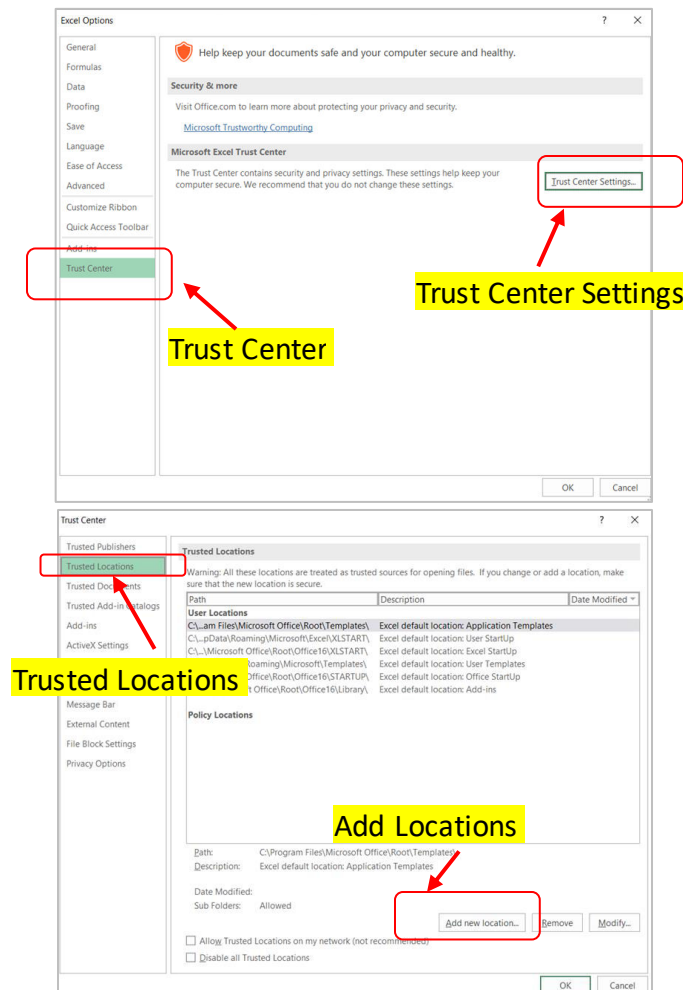 Excel Options ? ×
General
Formulas
Data
Proofing
Save
Language
Ease of Access
Advanced
Customize Ribbon
Quick Access Toolbar
Add-ins
Trust Center
Help keep your documents safe and your computer secure and healthy.
Security & more
Visit Office.com to learn more about protecting your privacy and security.
Microsoft Trustworthy Computing
Microsoft Excel Trust Center
The Trust Center contains security and privacy settings. These settings help keep your
computer secure. We recommend that you do not change these settings.
Trust Center Settings...
Trust Center Settings
Trust Center
OK Cancel
Trust Center ? ×
Trusted Publishers
Trusted Locations
Trusted Documents
Trusted Add-in Catalogs
Add-ins
ActiveX Settings
Trusted Locations
Message Bar
External Content
File Block Settings
Privacy Options
Trusted Locations
Warning: All these locations are treated as trusted sources for opening files. If you change or add a location, make
sure that the new location is secure.
Path Description Date Modified
User Locations
C:\...am Files\Microsoft Office\Root\Templates\ Excel default location: Application Templates
C:\...pData\Roaming\Microsoft\Excel\XLSTART\ Excel default location: User StartUp
C:\...\Microsoft Office\Root\Office16\XLSTART\ Excel default location: Excel StartUp
oaming\Microsoft\Templates\ Excel default location: User Templates
Office\Root\Office16\STARTUP\ Excel default location: Office StartUp
t Office\Root\Office16\Library\ Excel default location: Add-ins
Policy Locations
Add Locations
Path: C:\Program Files\Microsoft Office\Root\Templates\
Description: Excel default location: Application Templates
Date Modified:
Sub Folders: Allowed
Add new location... Remove Modify...
Allow Trusted Locations on my network (not recommended)
Disable all Trusted Locations
OK Cancel